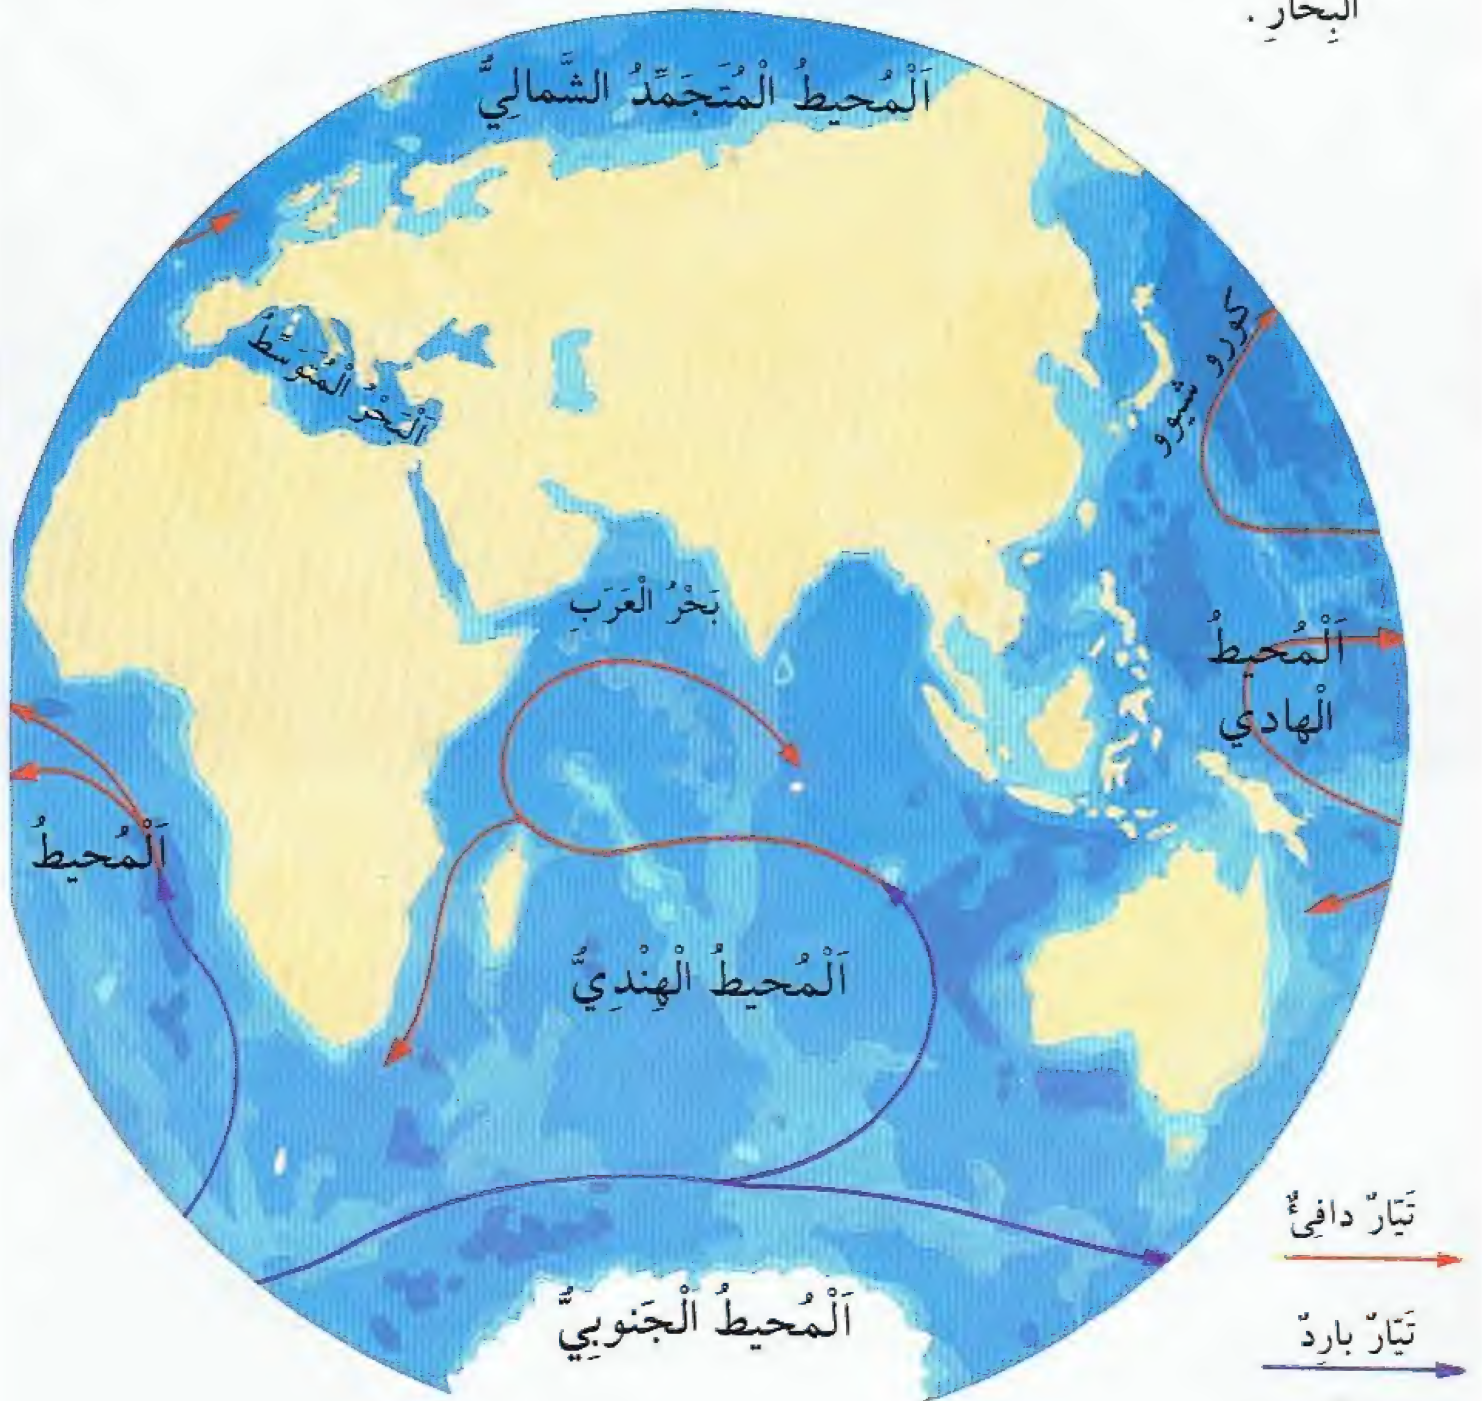 البِحارِ .
اَلْمُحيطُ الْمُتَجَمِّدُ الشَّمالِيُّ
كورو شيوو
اَلْبَحْرُ الْمُتَوَسِّطُ
بَحْرُ الْعَرَبِ
اَلْمُحيطُ
الْهادي
اَلْمُحيطُ
اَلْمُحيطُ الْهِنْدِيُّ
تَيّارٌ دافِئٌ
اَلْمُحيطُ الْجَنوبِيُّ
تَيّارٌ بارِدٌ